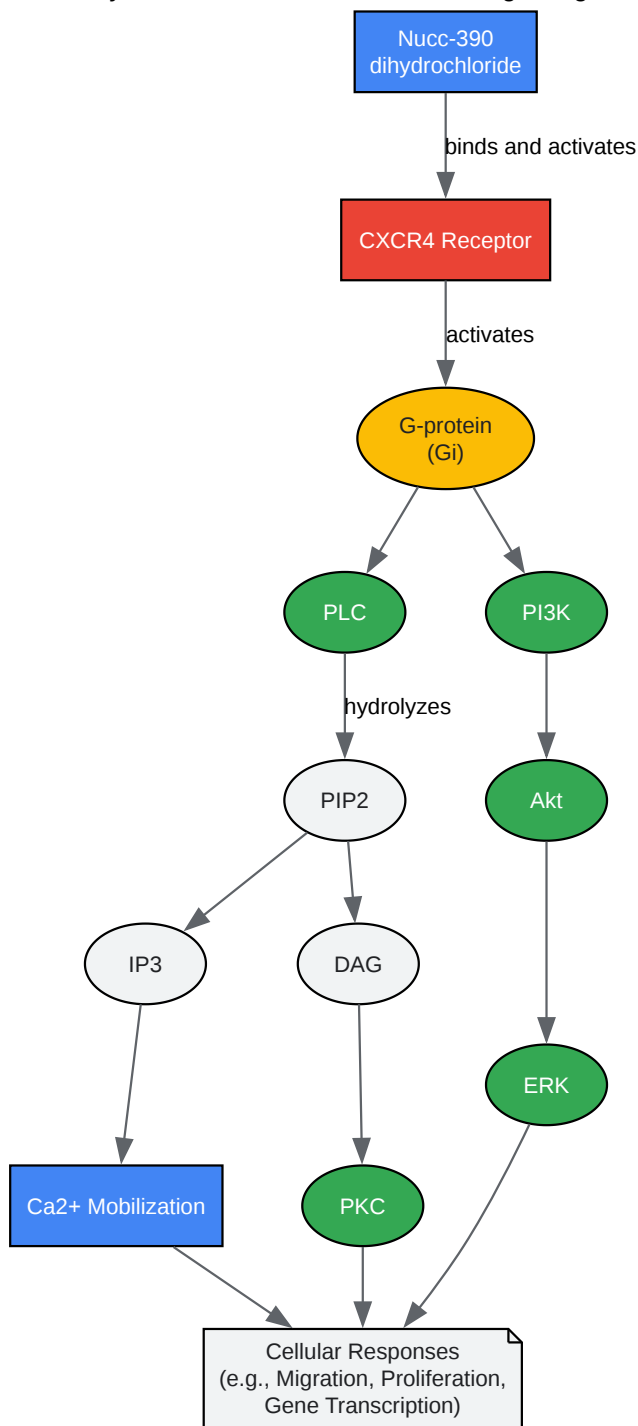 Nucc-390
dihydrochloride
binds and activates
CXCR4 Receptor
activates
G-protein
(Gi)
PLC
PI3K
hydrolyzes
PIP2
Akt
IP3
DAG
ERK
Ca2+ Mobilization
PKC
Cellular Responses
(e.g., Migration, Proliferation,
Gene Transcription)